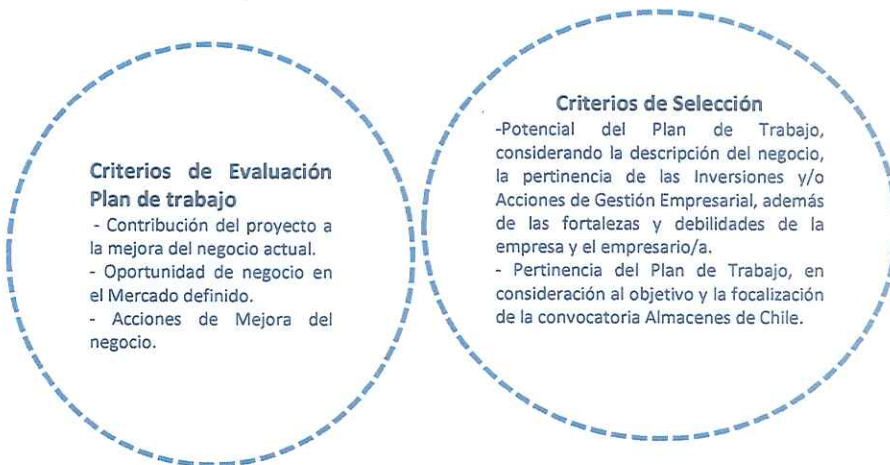 Criterios de Evaluación
Plan de trabajo
- Contribución del proyecto a
la mejora del negocio actual.
- Oportunidad de negocio en
el Mercado definido.
- Acciones de Mejora del
negocio.
Criterios de Selección
-Potencial del Plan de Trabajo,
considerando la descripción del negocio,
la pertinencia de las Inversiones y/o
Acciones de Gestión Empresarial, además
de las fortalezas y debilidades de la
empresa y el empresario/a.
- Pertinencia del Plan de Trabajo, en
consideración al objetivo y la focalización
de la convocatoria Almacenes de Chile.